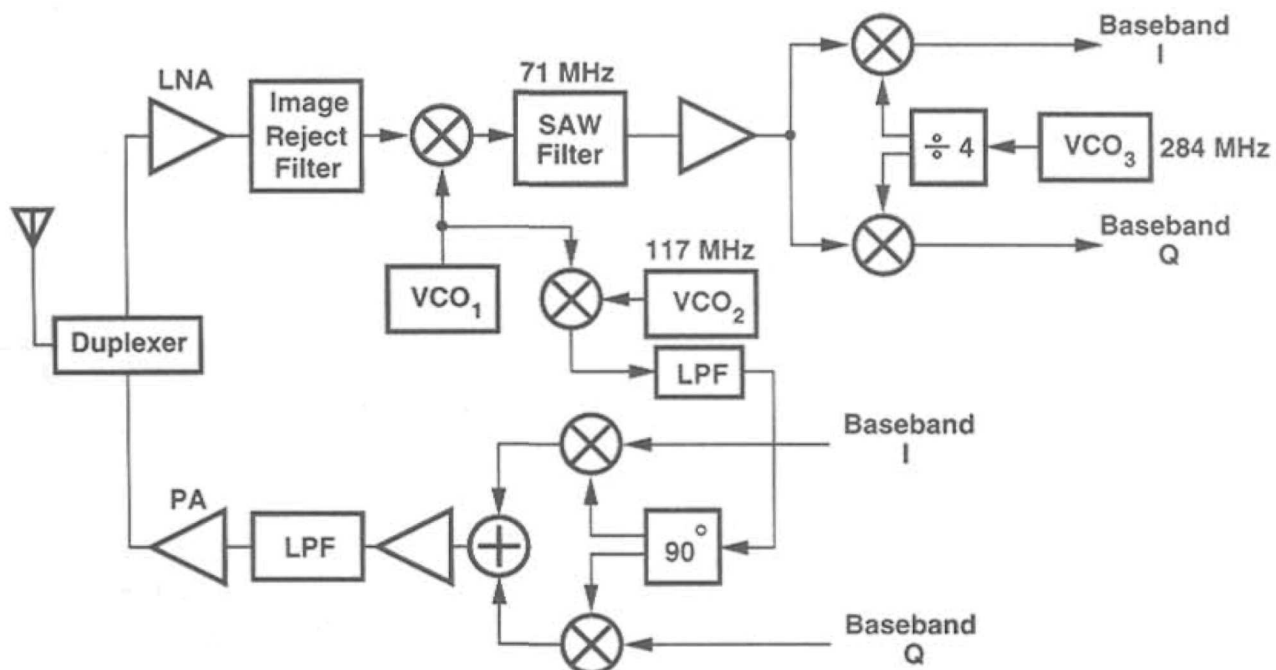 LNA
Image
Reject
Filter
71 MHz
SAW
Filter
Baseband
I
÷ 4
VCO3
284 MHz
Baseband
Q
VCO1
117 MHz
VCO2
LPF
Duplexer
Baseband
I
PA
LPF
+
90°
Baseband
Q